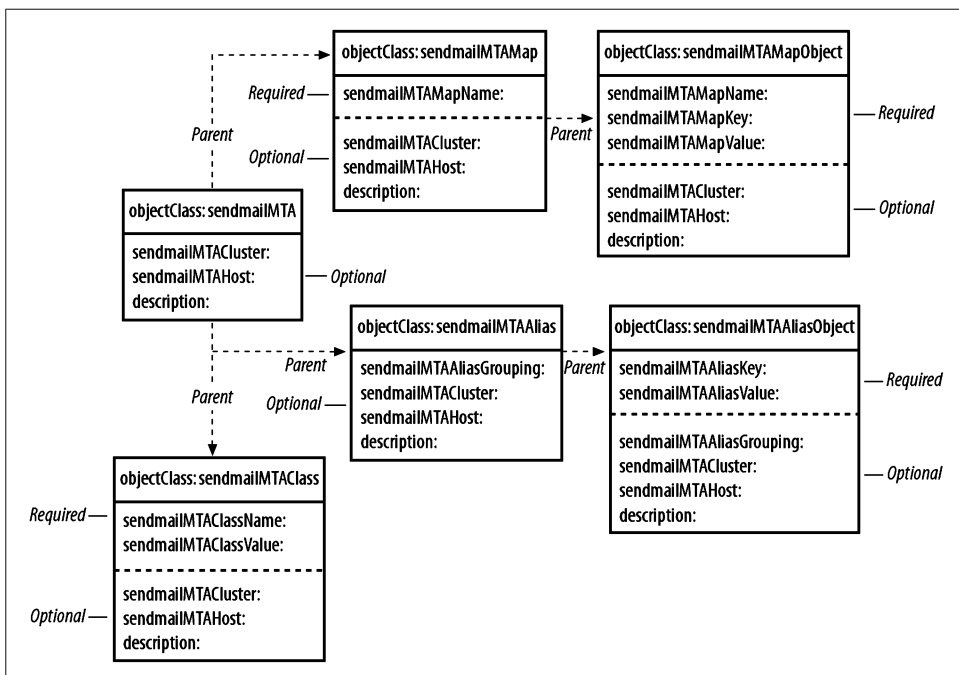 objectClass: sendmailMTAMap
Required
sendmailMTAMapName:
Optional
sendmailMTACluster:
sendmailMTAHost:
description:
Parent
objectClass: sendmailMTAMapObject
sendmailMTAMapName:
sendmailMTAMapKey:
sendmailMTAMapValue:
Required
sendmailMTACluster:
sendmailMTAHost:
description:
Optional
Parent
objectClass: sendmailMTA
sendmailMTACluster:
sendmailMTAHost:
description:
Optional
Parent
objectClass: sendmailMTAAlias
Optional
sendmailMTAAliasGrouping:
sendmailMTACluster:
sendmailMTAHost:
description:
Parent
objectClass: sendmailMTAAliasObject
sendmailMTAAliasKey:
sendmailMTAAliasValue:
Required
sendmailMTAAliasGrouping:
sendmailMTACluster:
sendmailMTAHost:
description:
Optional
Parent
objectClass: sendmailMTAClass
Required
sendmailMTAClassName:
sendmailMTAClassValue:
Optional
sendmailMTACluster:
sendmailMTAHost:
description: